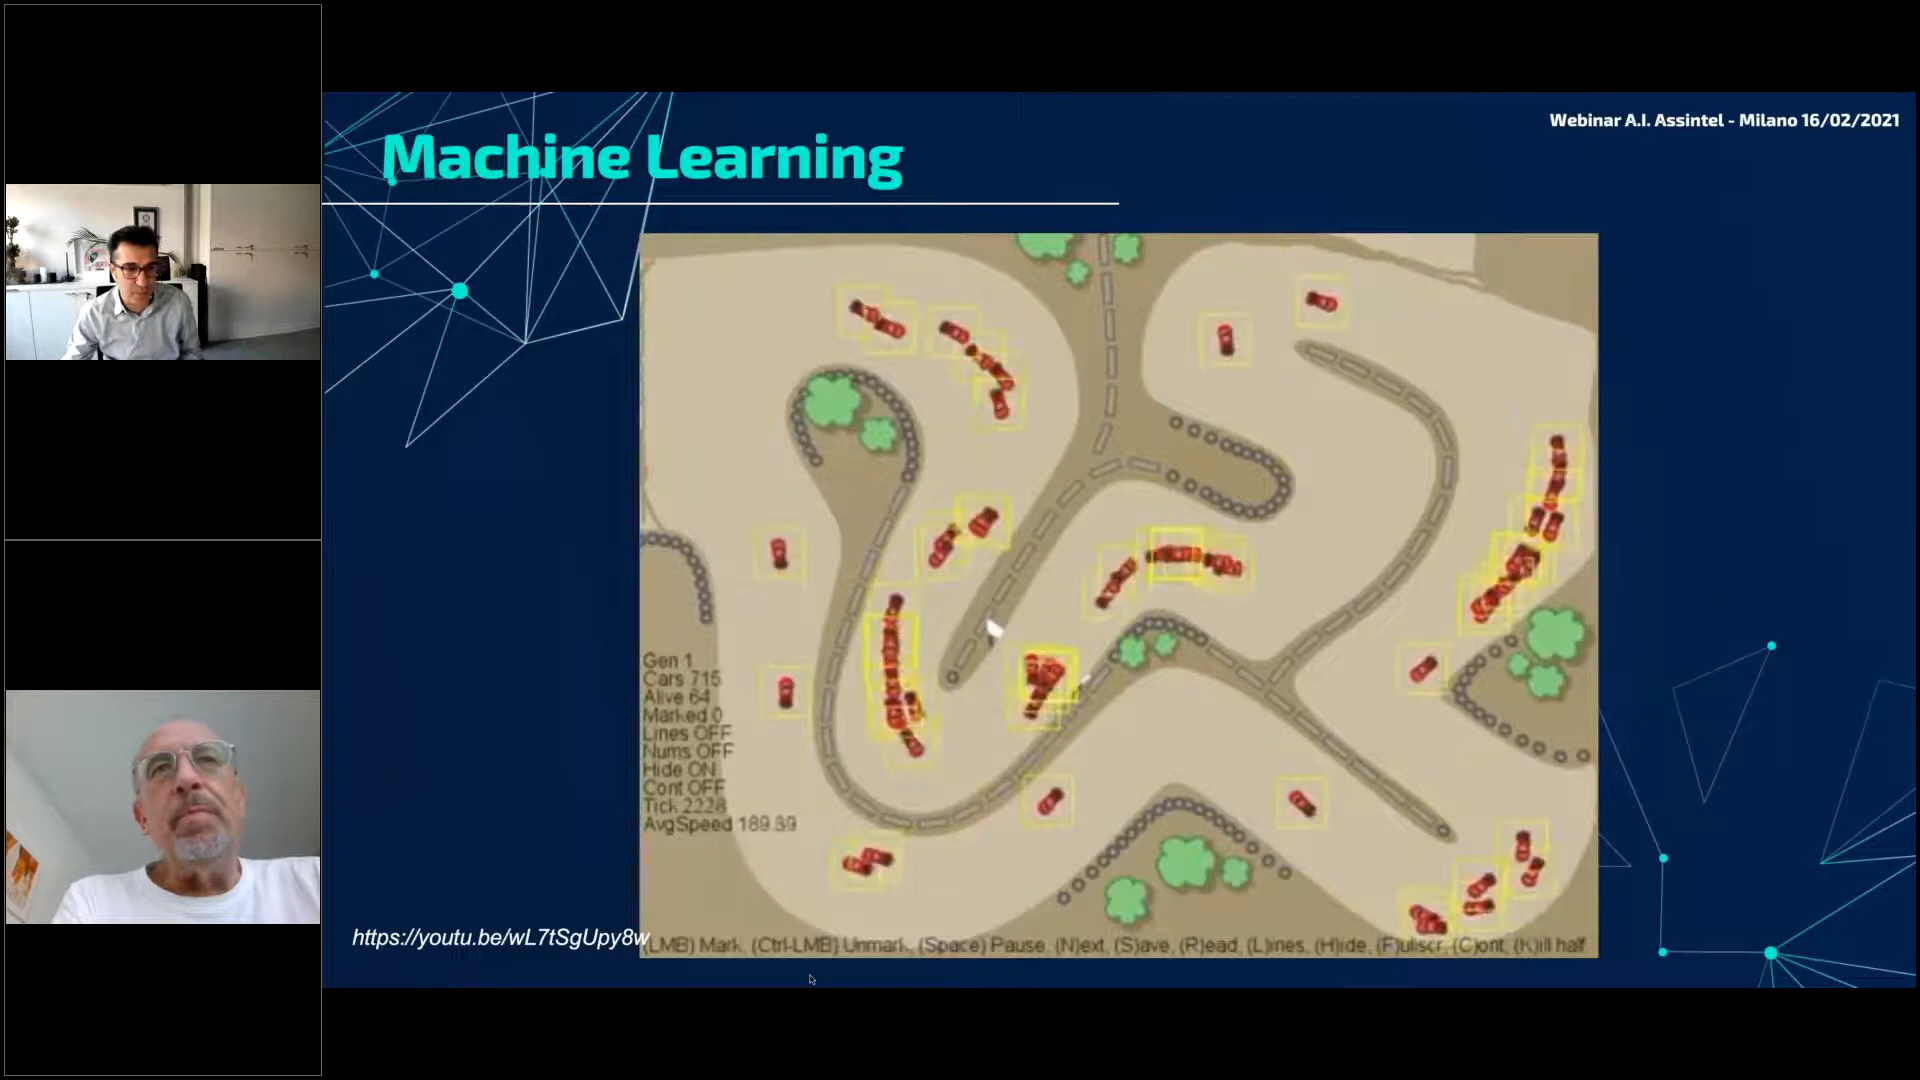 Webinar A.I. Assintel - Milano 16/02/2021
Machine Learning
Gen 1
Cars 715
Alive 64
Marked 0
Lines OFF
Nums OFF
Hide ON
Cont OFF
Tick 2228
AvgSpeed 189.89
https://youtu.be/wL7tSgUpy8w
(LMB) Mark, (Ctrl-LMB) Unmark, (Space) Pause, (N)ext, (S)ave, (R)ead, (L)ines, (H)ide, (F)ullscr, (C)ont, (K)ill half